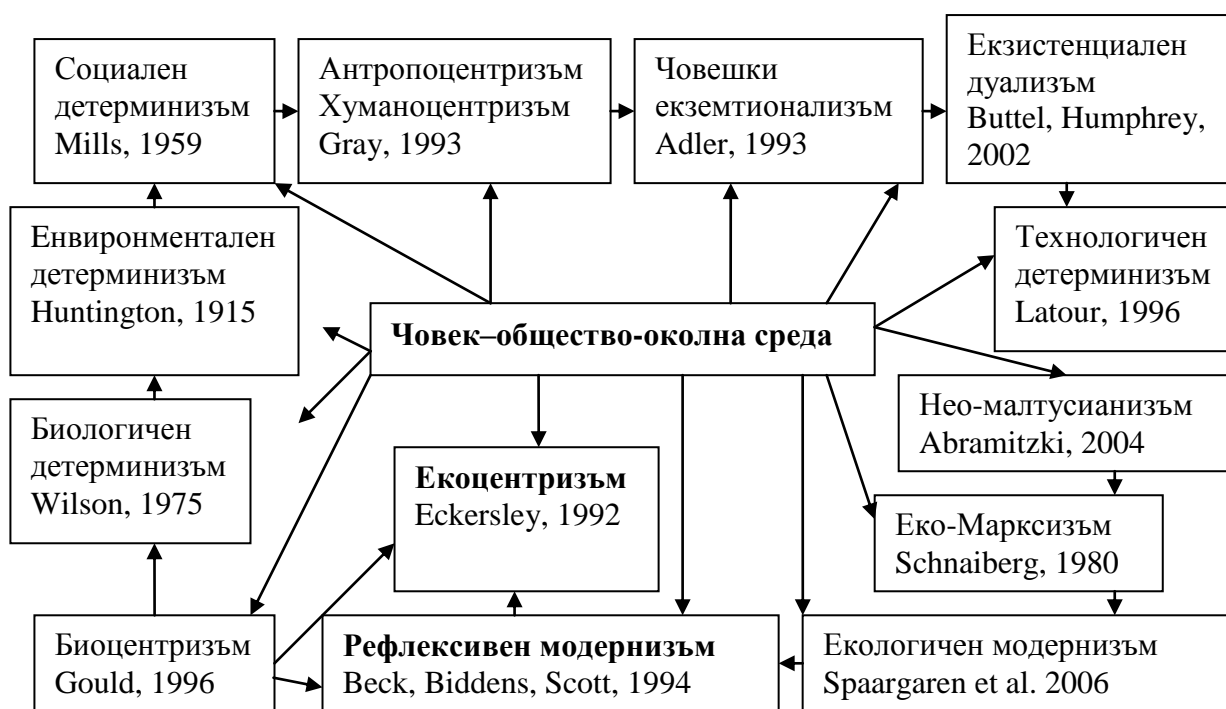 Социален
детерминизъм
Mills, 1959
Антропоцентризъм
Хуманоцентризъм
Gray, 1993
Човешки
екземтионализъм
Adler, 1993
Екзистенциален
дуализъм
Buttel, Humphrey,
2002
Енвиронментален
детерминизъм
Huntington, 1915
Технологичен
детерминизъм
Latour, 1996
Човек–общество-околна среда
Биологичен
детерминизъм
Wilson, 1975
Екоцентризъм
Eckersley, 1992
Нео-малтусианизъм
Abramitzki, 2004
Еко-Марксизъм
Schnaiberg, 1980
Биоцентризъм
Gould, 1996
Рефлексивен модернизъм
Beck, Biddens, Scott, 1994
Екологичен модернизъм
Spaargaren et al. 2006